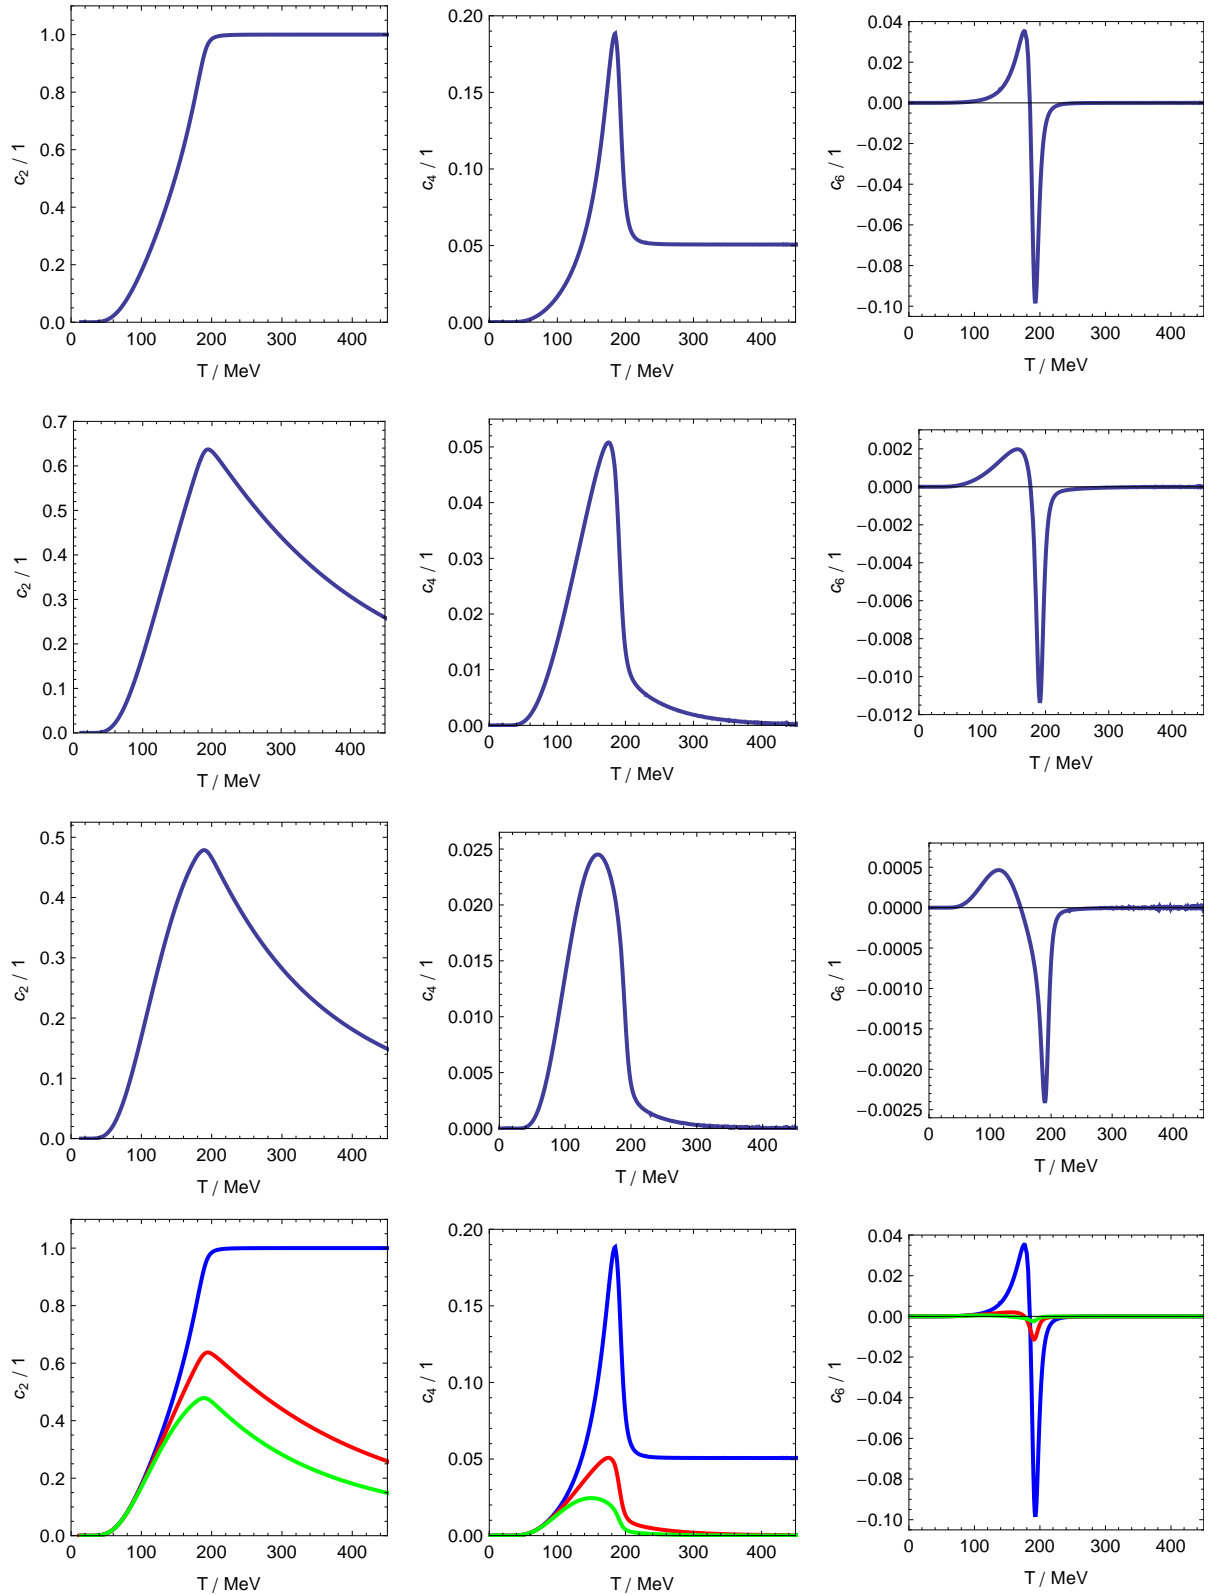 c2 / 1
1.0
0.8
0.6
0.4
0.2
0.0
0 100 200 300 400
T / MeV
c4 / 1
0.20
0.15
0.10
0.05
0.00
0 100 200 300 400
T / MeV
c6 / 1
0.04
0.02
0.00
−0.02
−0.04
−0.06
−0.08
−0.10
0 100 200 300 400
T / MeV
c2 / 1
0.7
0.6
0.5
0.4
0.3
0.2
0.1
0.0
0 100 200 300 400
T / MeV
c4 / 1
0.05
0.04
0.03
0.02
0.01
0.00
0 100 200 300 400
T / MeV
c6 / 1
0.002
0.000
−0.002
−0.004
−0.006
−0.008
−0.010
−0.012
0 100 200 300 400
T / MeV
c2 / 1
0.5
0.4
0.3
0.2
0.1
0.0
0 100 200 300 400
T / MeV
c4 / 1
0.025
0.020
0.015
0.010
0.005
0.000
0 100 200 300 400
T / MeV
c6 / 1
0.0005
0.0000
−0.0005
−0.0010
−0.0015
−0.0020
−0.0025
0 100 200 300 400
T / MeV
c2 / 1
1.0
0.8
0.6
0.4
0.2
0.0
0 100 200 300 400
T / MeV
c4 / 1
0.20
0.15
0.10
0.05
0.00
0 100 200 300 400
T / MeV
c6 / 1
0.04
0.02
0.00
−0.02
−0.04
−0.06
−0.08
−0.10
0 100 200 300 400
T / MeV